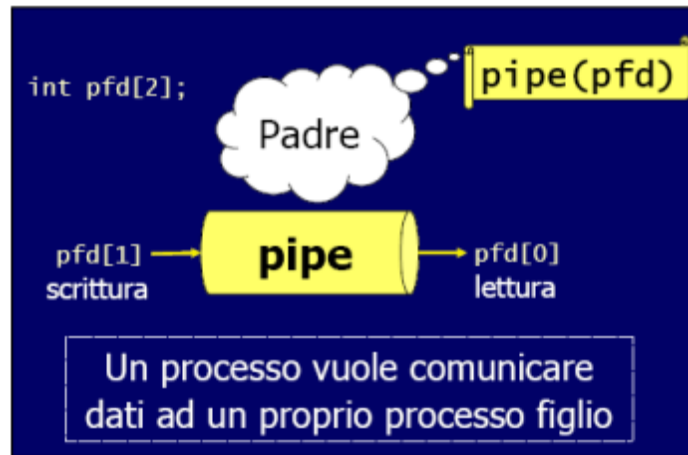 int pfd[2];
pipe(pfd)
Padre
pfd[1]
scrittura
pipe
pfd[0]
lettura
Un processo vuole comunicare
dati ad un proprio processo figlio